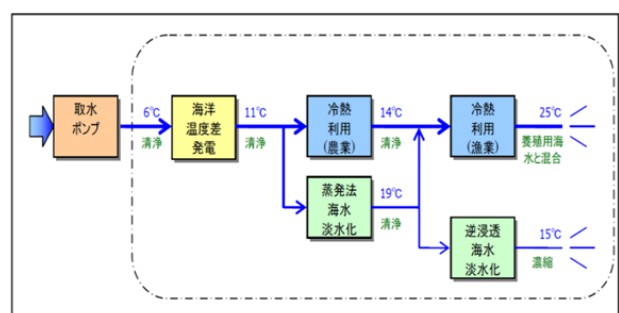 取水
ポンプ
6℃
清浄
海洋
温度差
発電
11℃
清浄
冷熱
利用
(農業)
14℃
清浄
冷熱
利用
(漁業)
25℃
養殖用海
水と混合
蒸発法
海水
淡水化
19℃
清浄
逆浸透
海水
淡水化
15℃
濃縮